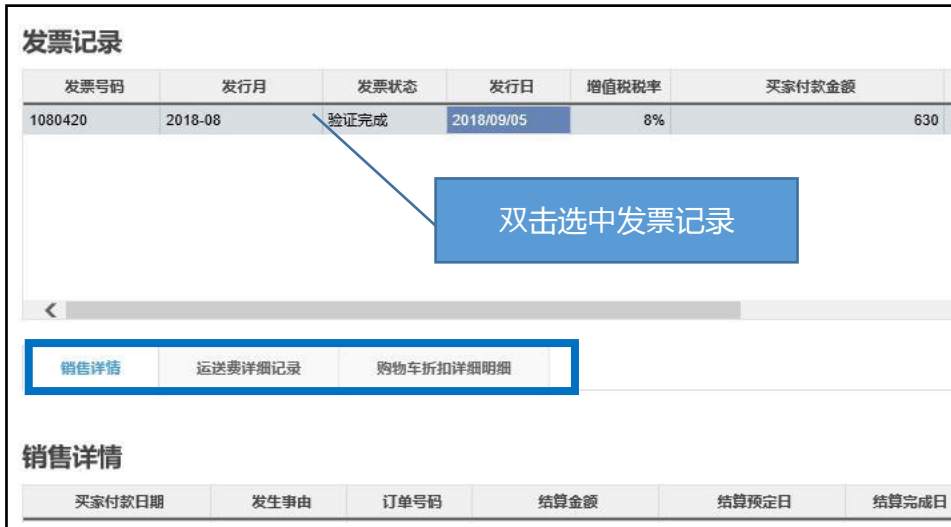 发票记录
发票号码 发行月 发票状态 发行日 增值税税率 买家付款金额
1080420 2018-08 验证完成 2018/09/05 8% 630
双击选中发票记录
销售详情 运送费详细记录 购物车折扣详细明细
销售详情
买家付款日期 发生事由 订单号码 结算金额 结算预定日 结算完成日